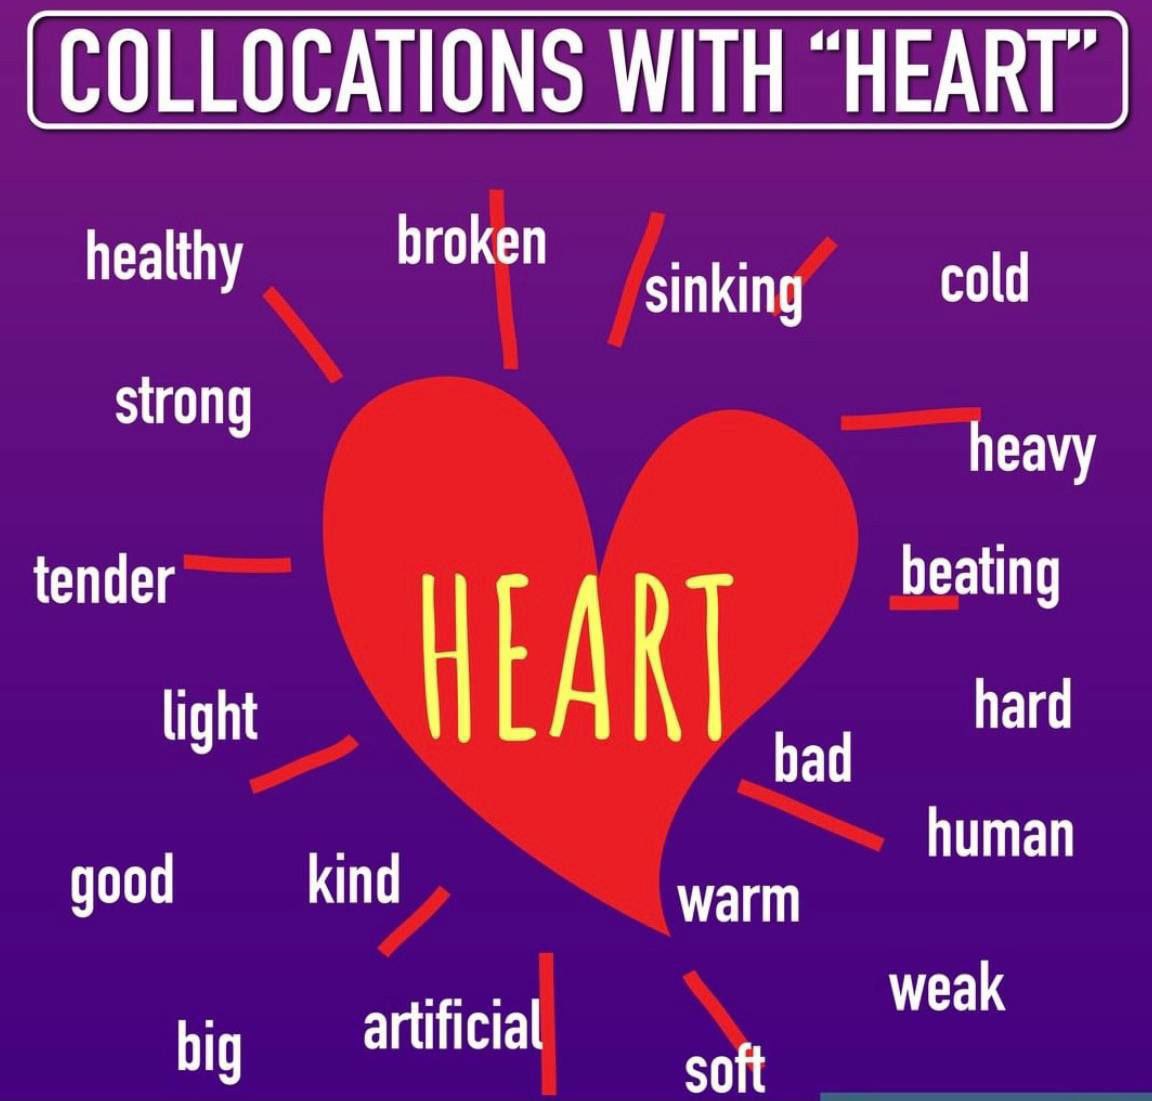 COLLOCATIONS WITH “HEART”
healthy
broken
sinking
cold
strong
heavy
tender
beating
HEART
light
hard
bad
human
good
kind
warm
weak
big
artificial
soft